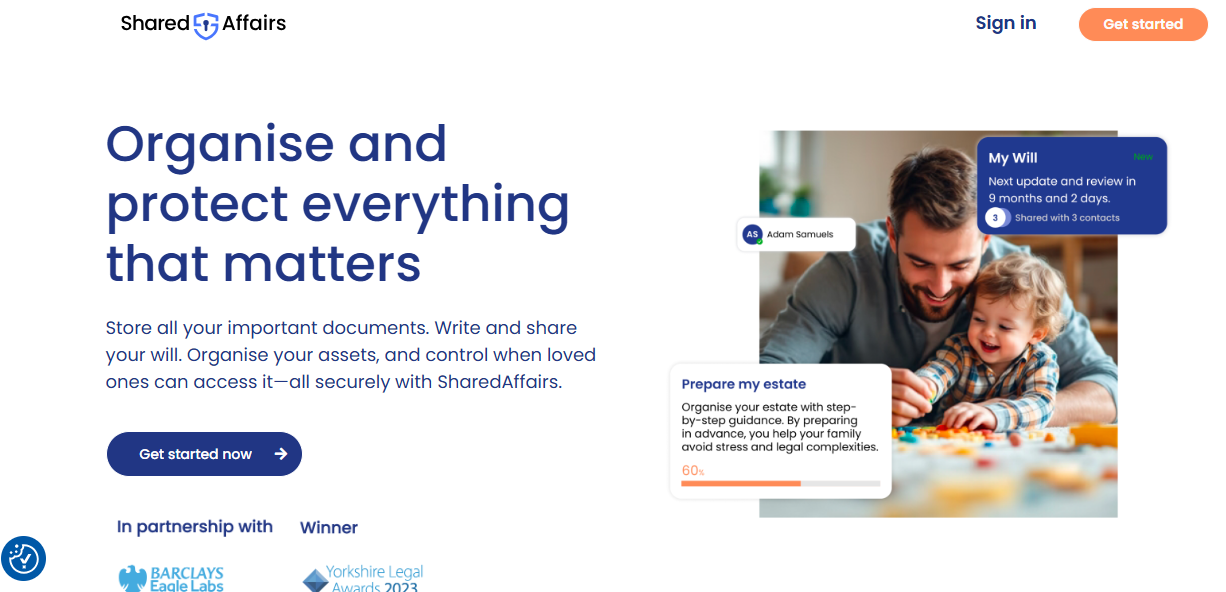 Shared Affairs
Sign in
Get started
Organise and
protect everything
that matters
Store all your important documents. Write and share
your will. Organise your assets, and control when loved
ones can access it—all securely with SharedAffairs.
Get started now
In partnership with
BARCLAYS
Eagle Labs
Winner
Yorkshire Legal
Awards 2023
My Will
New
Next update and review in
9 months and 2 days.
3
Shared with 3 contacts
AS
Adam Samuels
Prepare my estate
Organise your estate with step-
by-step guidance. By preparing
in advance, you help your family
avoid stress and legal complexities.
60%